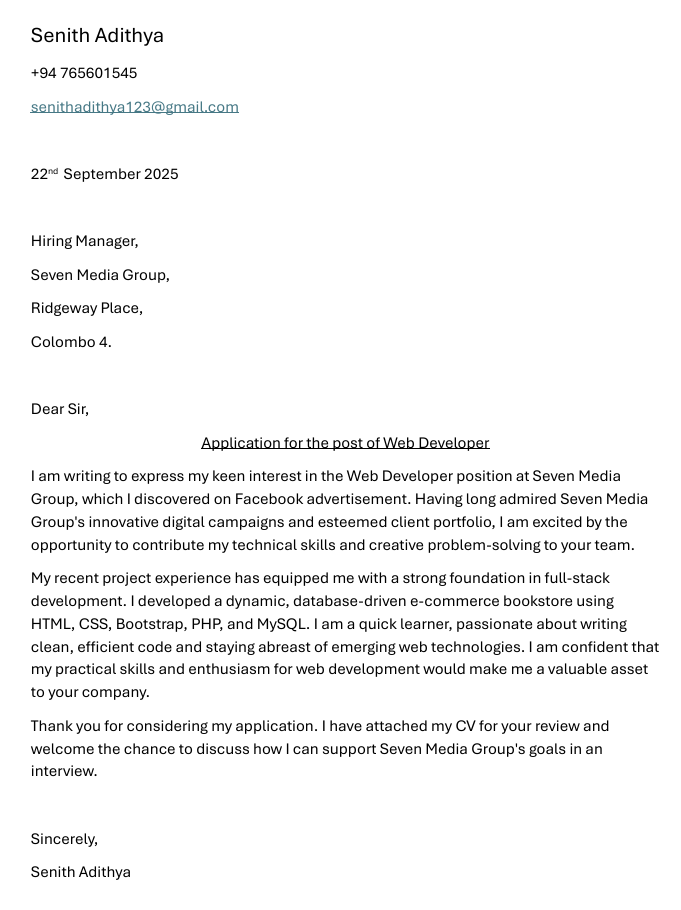 Senith Adithya
+94 765601545
senithadithya123@gmail.com
22nd September 2025
Hiring Manager,
Seven Media Group,
Ridgeway Place,
Colombo 4.
Dear Sir,
Application for the post of Web Developer
I am writing to express my keen interest in the Web Developer position at Seven Media
Group, which I discovered on Facebook advertisement. Having long admired Seven Media
Group's innovative digital campaigns and esteemed client portfolio, I am excited by the
opportunity to contribute my technical skills and creative problem-solving to your team.
My recent project experience has equipped me with a strong foundation in full-stack
development. I developed a dynamic, database-driven e-commerce bookstore using
HTML, CSS, Bootstrap, PHP, and MySQL. I am a quick learner, passionate about writing
clean, efficient code and staying abreast of emerging web technologies. I am confident that
my practical skills and enthusiasm for web development would make me a valuable asset
to your company.
Thank you for considering my application. I have attached my CV for your review and
welcome the chance to discuss how I can support Seven Media Group's goals in an
interview.
Sincerely,
Senith Adithya